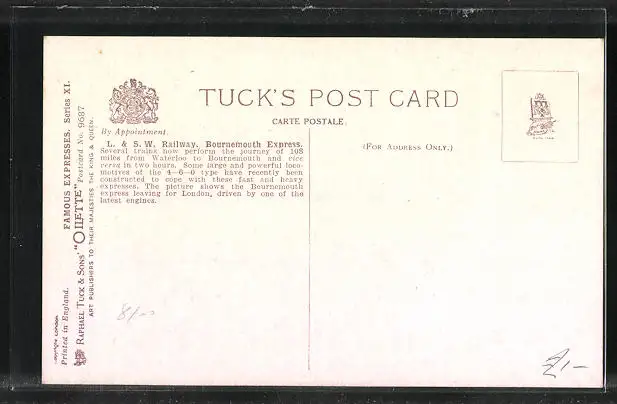 TUCK'S POST CARD
CARTE POSTALE.
By Appointment.
(FOR ADDRESS ONLY.)
L. & S. W. Railway. Bournemouth Express.
Several trains now perform the journey of 108
miles from Waterloo to Bournemouth and vice
versa in two hours. Some large and powerful loco-
motives of the 4—6—0 type have recently been
constructed to cope with these fast and heavy
expresses. The picture shows the Bournemouth
express leaving for London, driven by one of the
latest engines.
FAMOUS EXPRESSES. Series XI.
RAPHAEL TUCK & SONS' "OILETTE" Postcard No. 9687
ART PUBLISHERS TO THEIR MAJESTIES THE KING & QUEEN.
Printed in England.